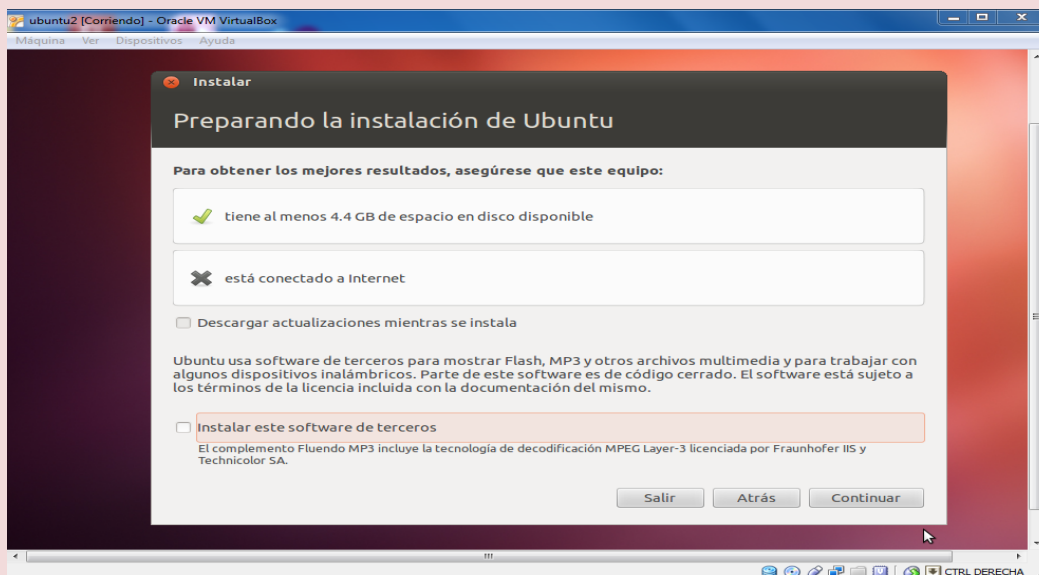 ubuntu2 [Corriendo] - Oracle VM VirtualBox
Máquina Ver Dispositivos Ayuda
Instalar
Preparando la instalación de Ubuntu
Para obtener los mejores resultados, asegúrese que este equipo:
tiene al menos 4.4 GB de espacio en disco disponible
está conectado a Internet
Descargar actualizaciones mientras se instala
Ubuntu usa software de terceros para mostrar Flash, MP3 y otros archivos multimedia y para trabajar con
algunos dispositivos inalámbricos. Parte de este software es de código cerrado. El software está sujeto a
los términos de la licencia incluida con la documentación del mismo.
Instalar este software de terceros
El complemento Fluendo MP3 incluye la tecnología de decodificación MPEG Layer-3 licenciada por Fraunhofer IIS y
Technicolor SA.
Salir Atrás Continuar
CTRL DERECHA